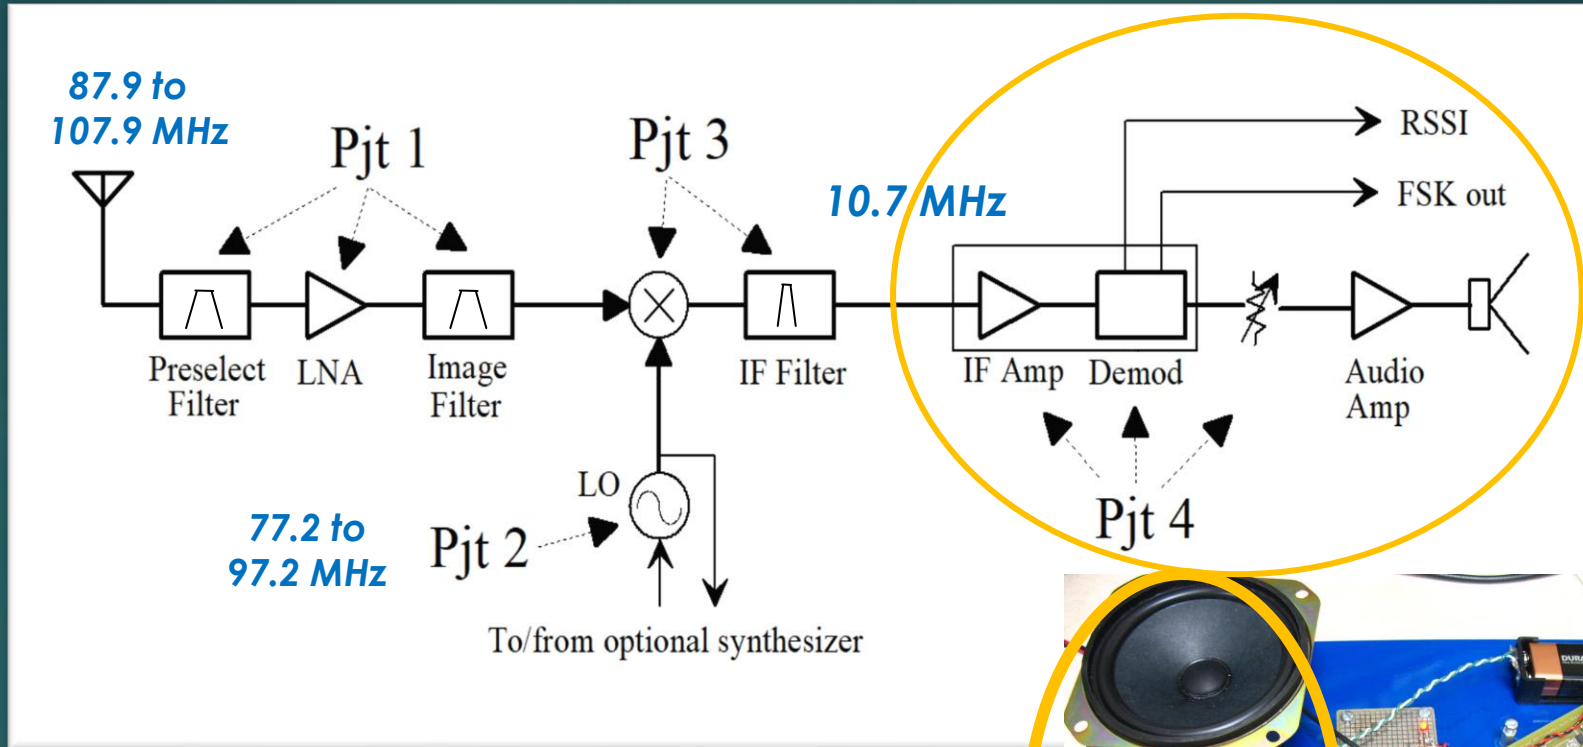 87.9 to
107.9 MHz
Pjt 1
Pjt 3
10.7 MHz
RSSI
FSK out
Preselect
Filter
LNA
Image
Filter
IF Filter
IF Amp
Demod
Audio
Amp
LO
77.2 to
97.2 MHz
Pjt 2
Pjt 4
To/from optional synthesizer
DURA